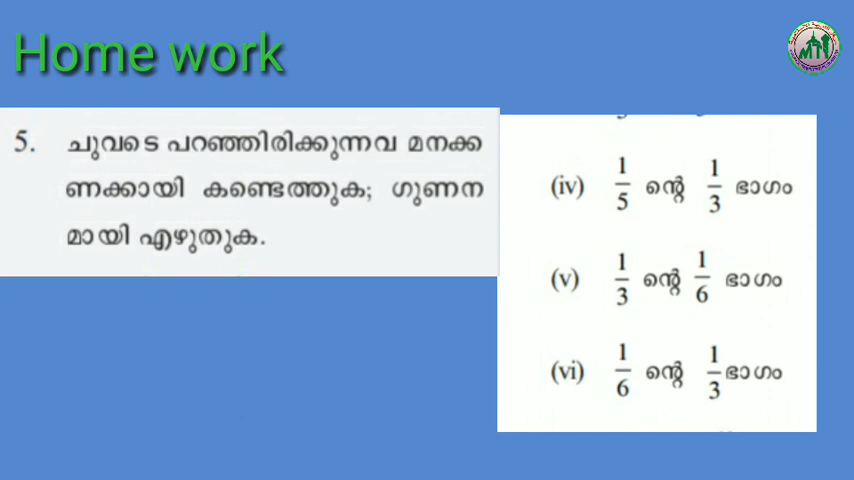 Home work
5. ചുവടെ പറഞ്ഞിരിക്കുന്നവ മനക്ക
ണക്കായി കണ്ടെത്തുക; ഗുണന
മായി എഴുതുക.
(iv) 1/5 ന്റെ 1/3 ഭാഗം
(v) 1/3 ന്റെ 1/6 ഭാഗം
(vi) 1/6 ന്റെ 1/3 ഭാഗം